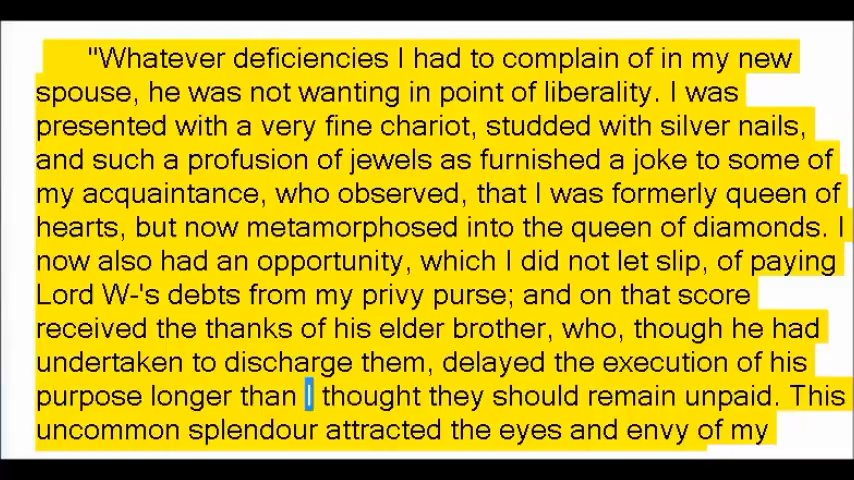 "Whatever deficiencies I had to complain of in my new
spouse, he was not wanting in point of liberality. I was
presented with a very fine chariot, studded with silver nails,
and such a profusion of jewels as furnished a joke to some of
my acquaintance, who observed, that I was formerly queen of
hearts, but now metamorphosed into the queen of diamonds. I
now also had an opportunity, which I did not let slip, of paying
Lord W-'s debts from my privy purse; and on that score
received the thanks of his elder brother, who, though he had
undertaken to discharge them, delayed the execution of his
purpose longer than I thought they should remain unpaid. This
uncommon splendour attracted the eyes and envy of my